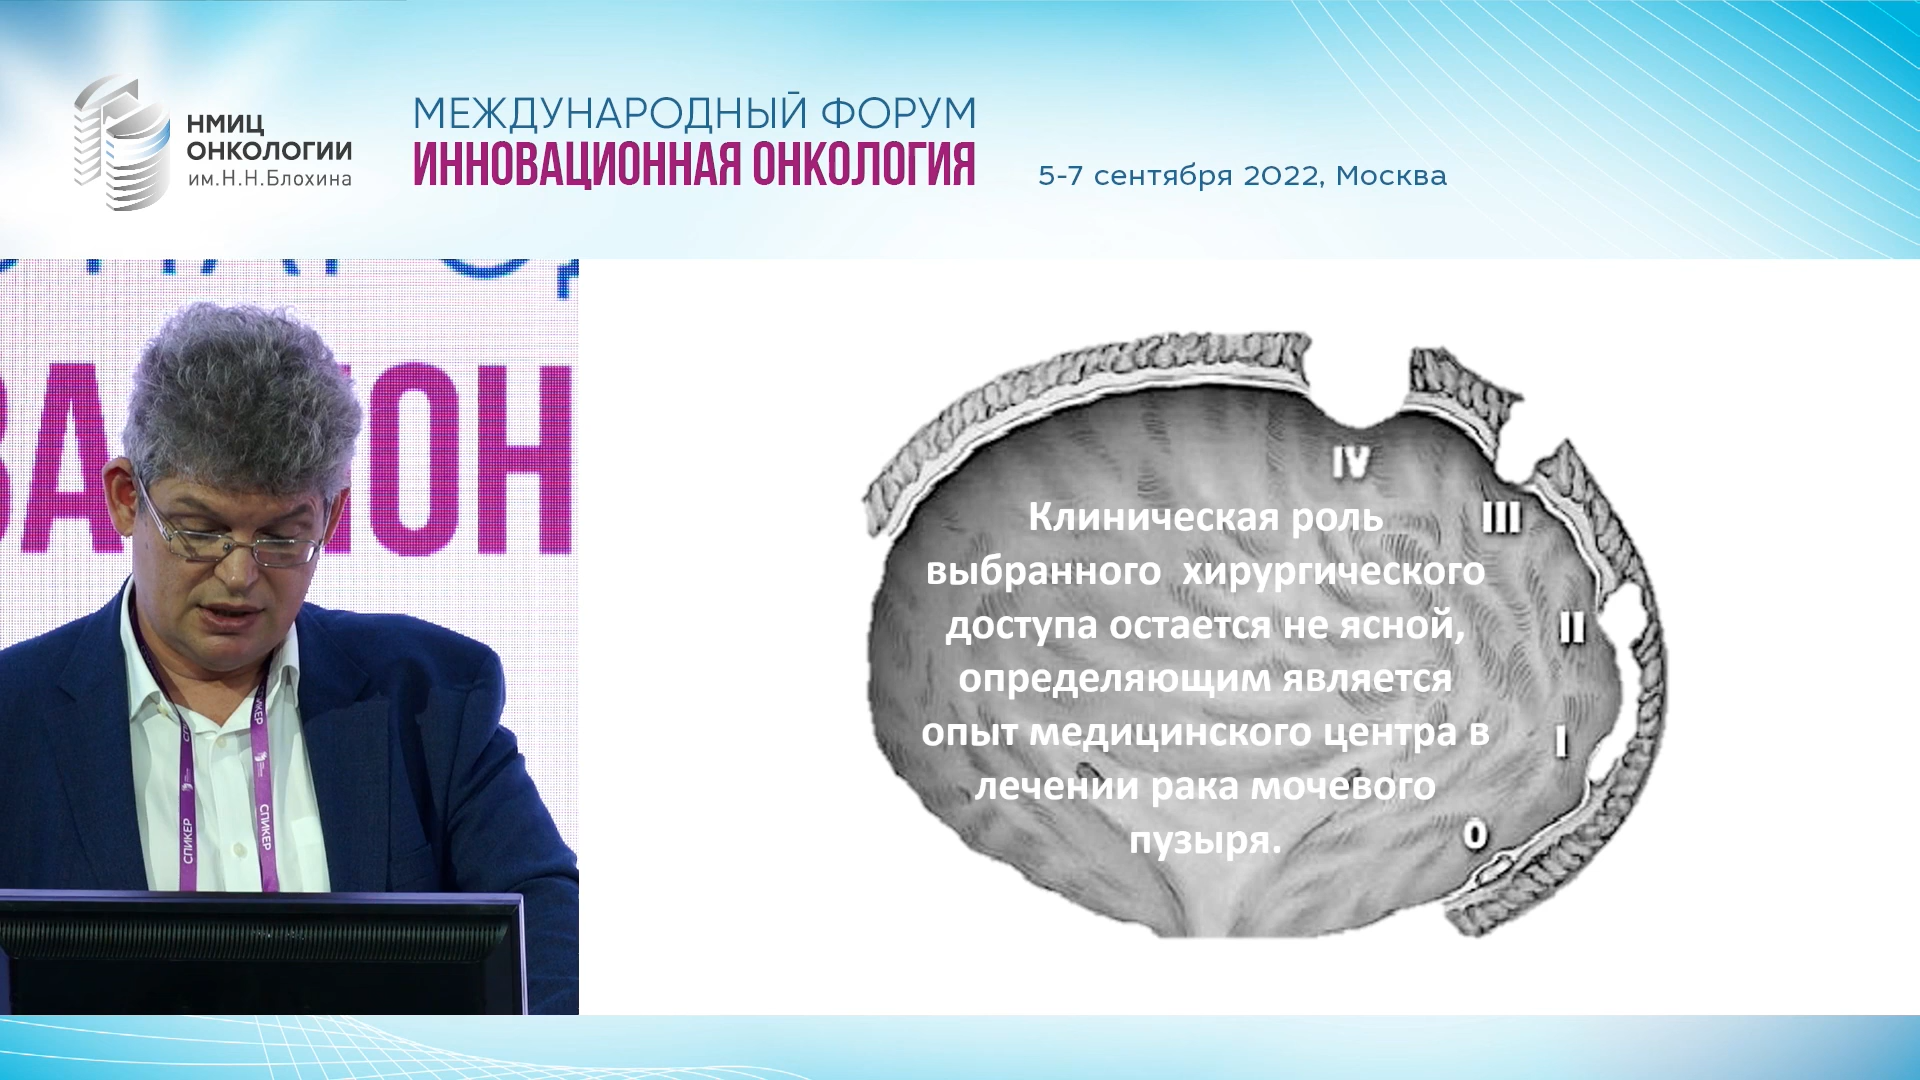 НМИЦ
ОНКОЛОГИИ
им.Н.Н.Блохина
МЕЖДУНАРОДНЫЙ ФОРУМ
ИННОВАЦИОННАЯ ОНКОЛОГИЯ
5-7 сентября 2022, Москва
СПИКЕР
СПИКЕР
IV
III
II
I
0
Клиническая роль
выбранного хирургического
доступа остается не ясной,
определяющим является
опыт медицинского центра в
лечении рака мочевого
пузыря.